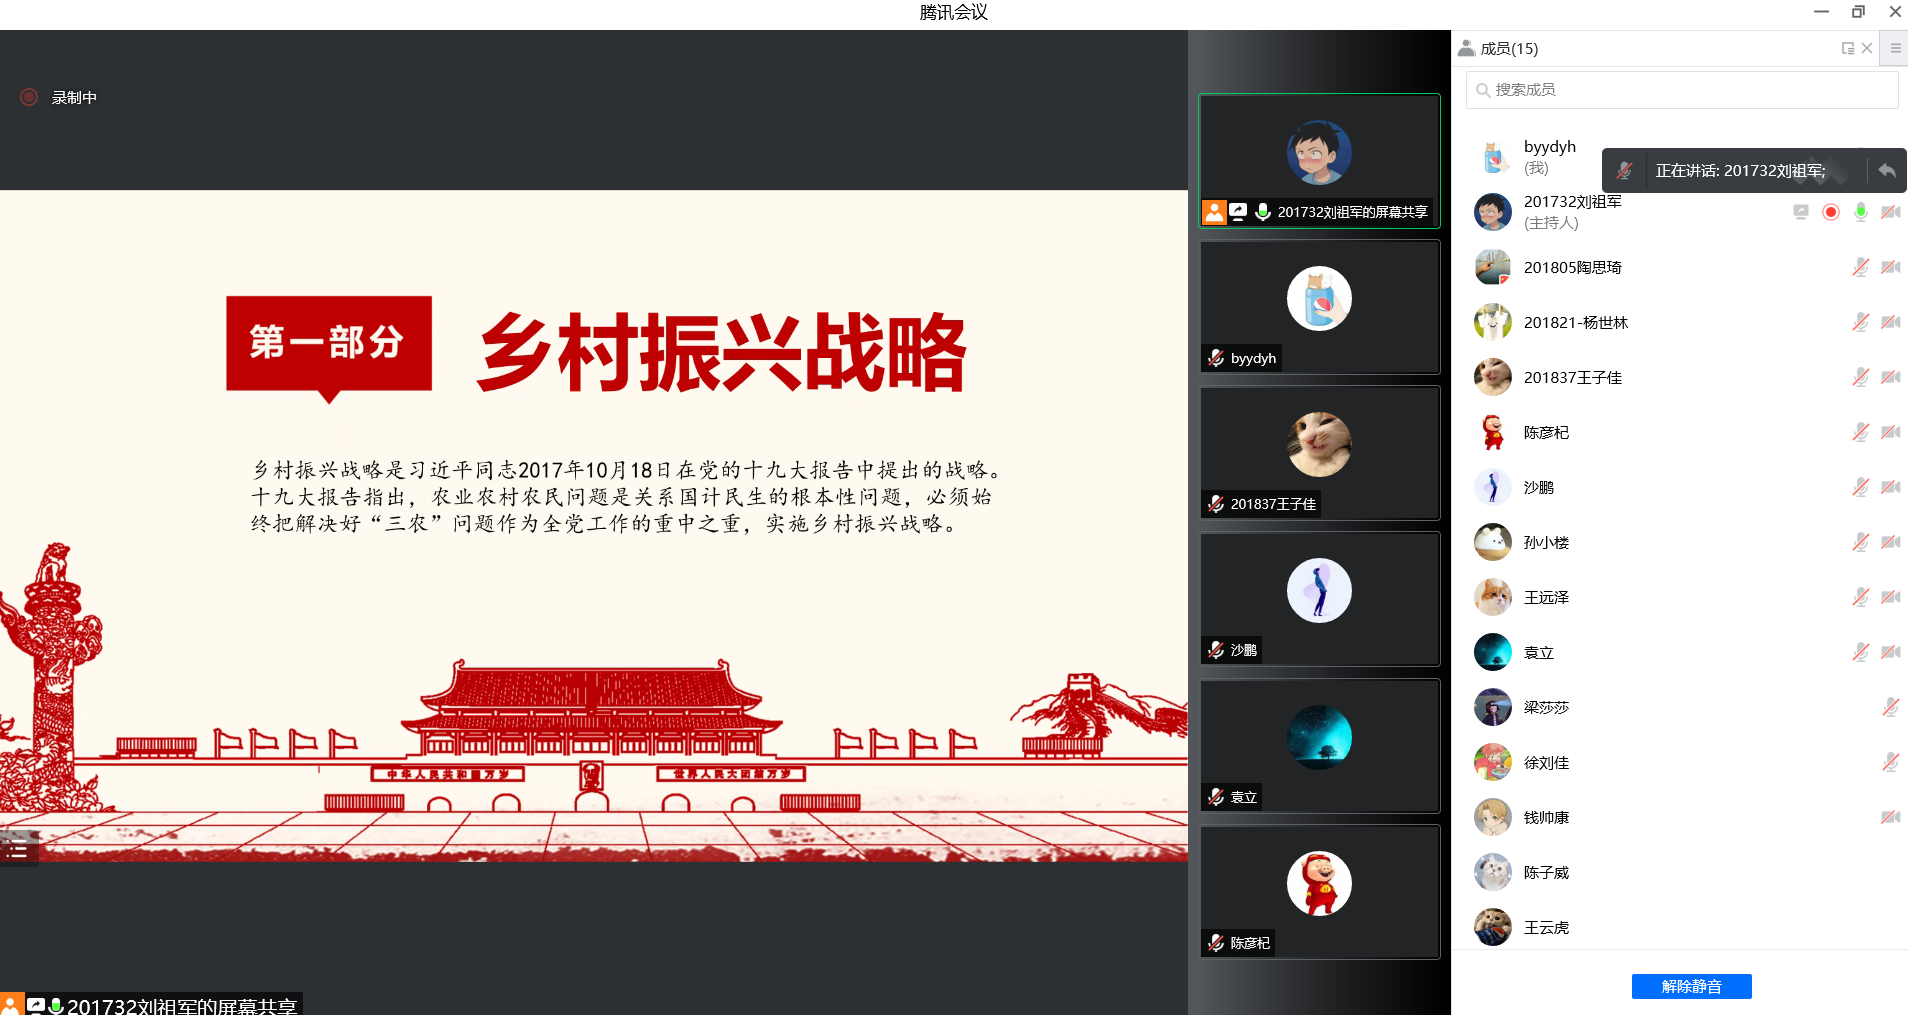 腾讯会议
录制中
第一部分
乡村振兴战略
乡村振兴战略是习近平同志2017年10月18日在党的十九大报告中提出的战略。
十九大报告指出，农业农村农民问题是关系国计民生的根本性问题，必须始
终把解决好“三农”问题作为全党工作的重中之重，实施乡村振兴战略。
中华人民共和国万岁
世界人民大团结万岁
201732刘祖军的屏幕共享
201732刘祖军的屏幕共享
byydyh
201837王子佳
沙鹏
袁立
陈彦杞
成员(15)
搜索成员
byydyh
(我)
正在讲话: 201732刘祖军;
201732刘祖军
(主持人)
201805陶思琦
201821-杨世林
201837王子佳
陈彦杞
沙鹏
孙小楼
王远泽
袁立
梁莎莎
徐刘佳
钱帅康
陈子威
王云虎
解除静音